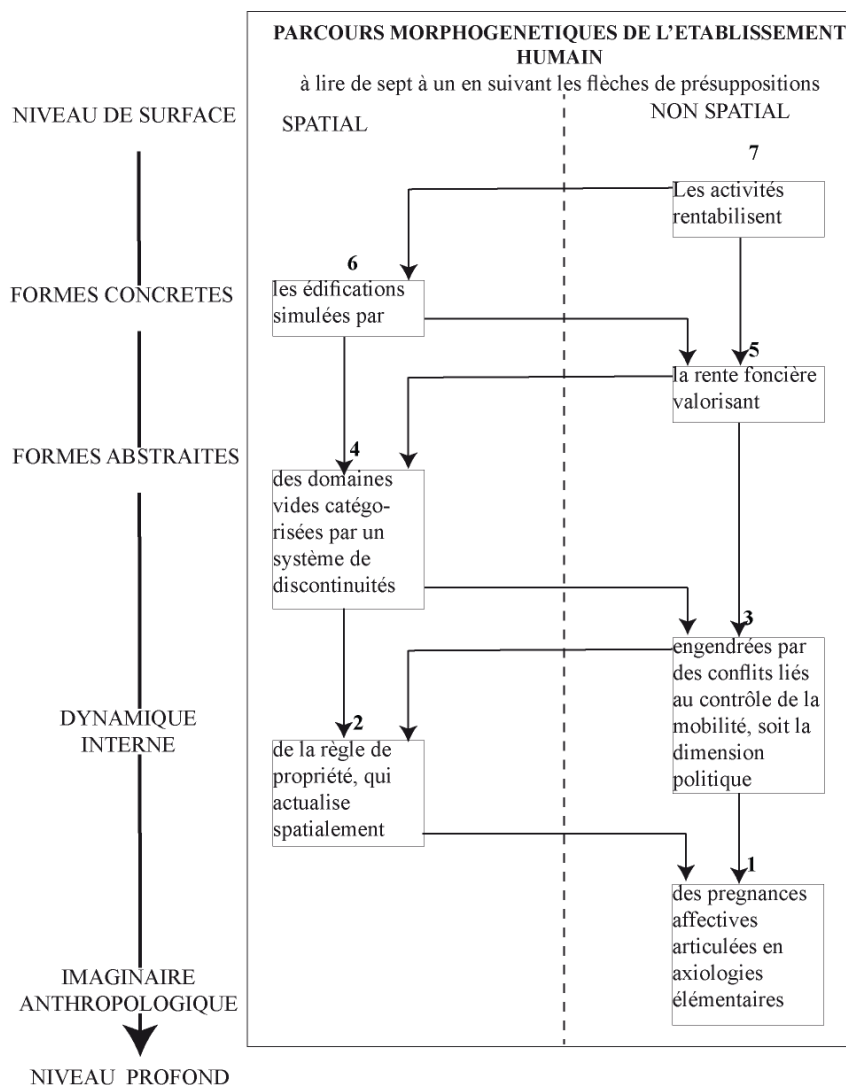 PARCOURS MORPHOGENETIQUES DE L'ETABLISSEMENT
HUMAIN
à lire de sept à un en suivant les flèches de présuppositions
NIVEAU DE SURFACE
SPATIAL
NON SPATIAL
7
Les activités
rentabilisent
6
FORMES CONCRETES
les édifications
simulées par
5
la rente foncière
valorisant
4
FORMES ABSTRAITES
des domaines
vides catégo-
risées par un
système de
discontinuités
3
engendrées par
des conflits liés
au contrôle de la
mobilité, soit la
dimension
politique
DYNAMIQUE
INTERNE
2
de la règle de
propriété, qui
actualise
spatialement
1
des pregnances
affectives
articulées en
axiologies
élémentaires
IMAGINAIRE
ANTHROPOLOGIQUE
NIVEAU PROFOND